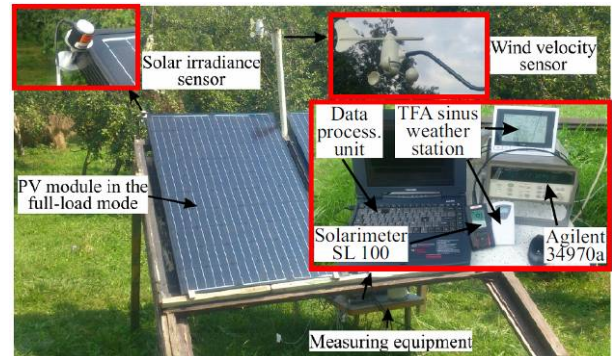 Solar irradiance
sensor
Wind velocity
sensor
Data
process.
unit
TFA sinus
weather
station
PV module in the
full-load mode
Solarimeter
SL 100
Agilent
34970a
Measuring equipment